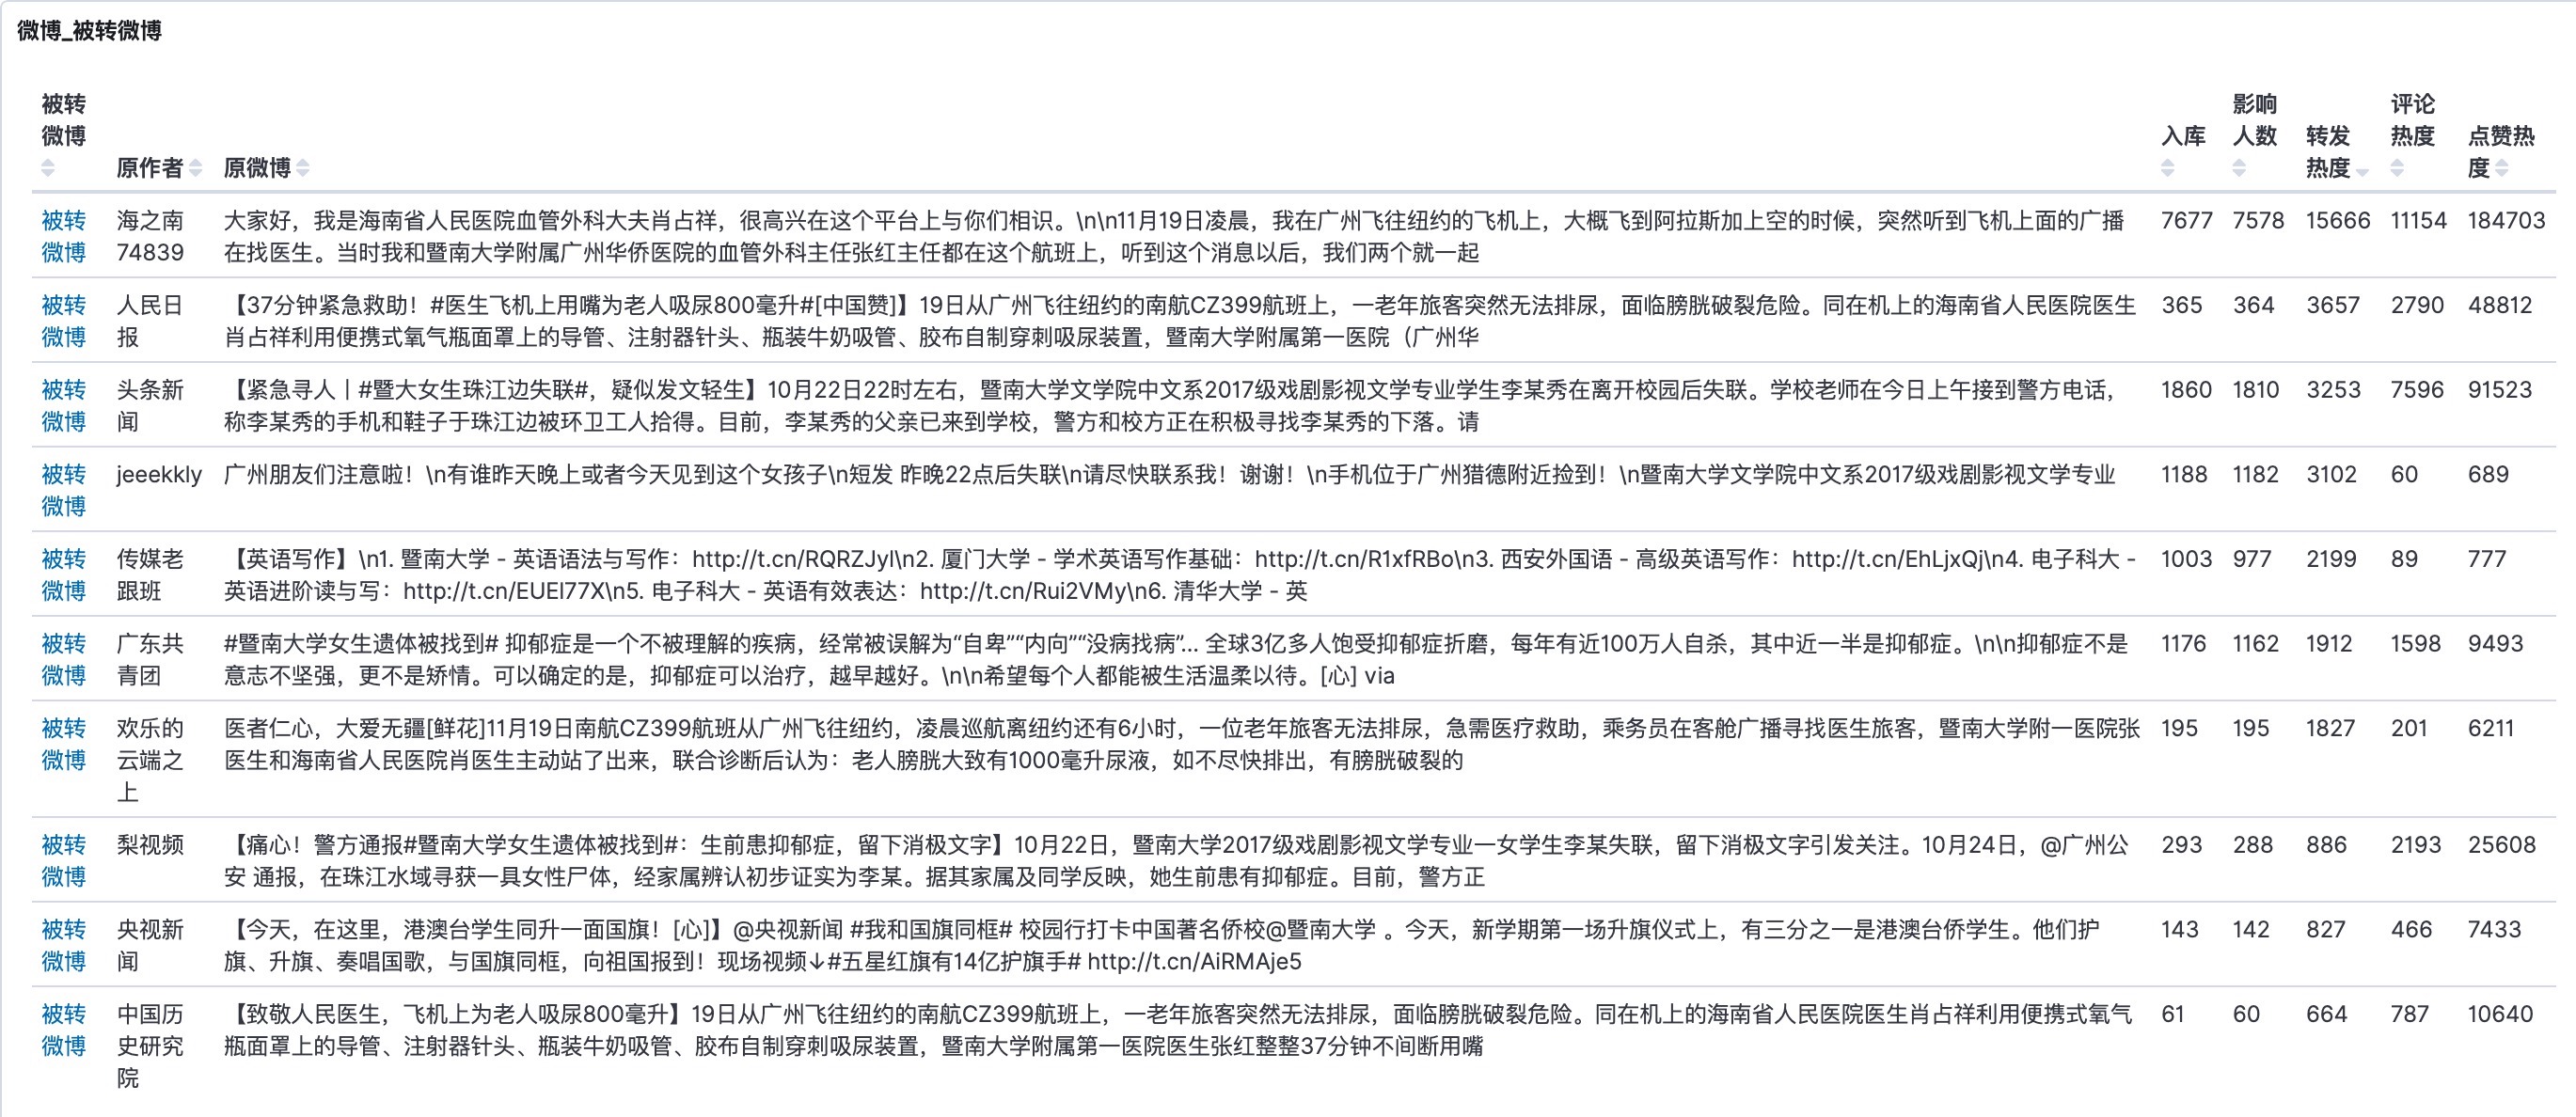 微博_被转微博
被转
微博
原作者
原微博
入库
影响
人数
转发
热度
评论
热度
点赞热
度
被转
微博
海之南
74839
大家好，我是海南省人民医院血管外科大夫肖占祥，很高兴在这个平台上与你们相识。\n\n11月19日凌晨，我在广州飞往纽约的飞机上，大概飞到阿拉斯加上空的时候，突然听到飞机上面的广播
在找医生。当时我和暨南大学附属广州华侨医院的血管外科主任张红主任都在这个航班上，听到这个消息以后，我们两个就一起
7677 7578 15666 11154 184703
被转
微博
人民日
报
【37分钟紧急救助！#医生飞机上用嘴为老人吸尿800毫升#[中国赞]】19日从广州飞往纽约的南航CZ399航班上，一老年旅客突然无法排尿，面临膀胱破裂危险。同在机上的海南省人民医院医生
肖占祥利用便携式氧气瓶面罩上的导管、注射器针头、瓶装牛奶吸管、胶布自制穿刺吸尿装置，暨南大学附属第一医院（广州华
365 364 3657 2790 48812
被转
微博
头条新
闻
【紧急寻人丨#暨大女生珠江边失联#，疑似发文轻生】10月22日22时左右，暨南大学文学院中文系2017级戏剧影视文学专业学生李某秀在离开校园后失联。学校老师在今日上午接到警方电话，
称李某秀的手机和鞋子于珠江边被环卫工人拾得。目前，李某秀的父亲已来到学校，警方和校方正在积极寻找李某秀的下落。请
1860 1810 3253 7596 91523
被转
微博
jeeekkly
广州朋友们注意啦！\n有谁昨天晚上或者今天见到这个女孩子\n短发 昨晚22点后失联\n请尽快联系我！谢谢！\n手机位于广州猎德附近捡到！\n暨南大学文学院中文系2017级戏剧影视文学专业
1188 1182 3102 60 689
被转
微博
传媒老
跟班
【英语写作】\n1. 暨南大学 - 英语语法与写作：http://t.cn/RQRZJyl\n2. 厦门大学 - 学术英语写作基础：http://t.cn/R1xfRBo\n3. 西安外国语 - 高级英语写作：http://t.cn/EhLjxQj\n4. 电子科大 -
英语进阶读与写：http://t.cn/EUEI77X\n5. 电子科大 - 英语有效表达：http://t.cn/Rui2VMy\n6. 清华大学 - 英
1003 977 2199 89 777
被转
微博
广东共
青团
#暨南大学女生遗体被找到# 抑郁症是一个不被理解的疾病，经常被误解为“自卑”“内向”“没病找病”... 全球3亿多人饱受抑郁症折磨，每年有近100万人自杀，其中近一半是抑郁症。\n\n抑郁症不是
意志不坚强，更不是矫情。可以确定的是，抑郁症可以治疗，越早越好。\n\n希望每个人都能被生活温柔以待。[心] via
1176 1162 1912 1598 9493
被转
微博
欢乐的
云端之
上
医者仁心，大爱无疆[鲜花]11月19日南航CZ399航班从广州飞往纽约，凌晨巡航离纽约还有6小时，一位老年旅客无法排尿，急需医疗救助，乘务员在客舱广播寻找医生旅客，暨南大学附一医院张
医生和海南省人民医院肖医生主动站了出来，联合诊断后认为：老人膀胱大致有1000毫升尿液，如不尽快排出，有膀胱破裂的
195 195 1827 201 6211
被转
微博
梨视频
【痛心！警方通报#暨南大学女生遗体被找到#：生前患抑郁症，留下消极文字】10月22日，暨南大学2017级戏剧影视文学专业一女学生李某失联，留下消极文字引发关注。10月24日，@广州公
安 通报，在珠江水域寻获一具女性尸体，经家属辨认初步证实为李某。据其家属及同学反映，她生前患有抑郁症。目前，警方正
293 288 886 2193 25608
被转
微博
央视新
闻
【今天，在这里，港澳台学生同升一面国旗！[心]】@央视新闻 #我和国旗同框# 校园行打卡中国著名侨校@暨南大学 。今天，新学期第一场升旗仪式上，有三分之一是港澳台侨学生。他们护
旗、升旗、奏唱国歌，与国旗同框，向祖国报到！现场视频↓#五星红旗有14亿护旗手# http://t.cn/AiRMAje5
143 142 827 466 7433
被转
微博
中国历
史研究
院
【致敬人民医生，飞机上为老人吸尿800毫升】19日从广州飞往纽约的南航CZ399航班上，一老年旅客突然无法排尿，面临膀胱破裂危险。同在机上的海南省人民医院医生肖占祥利用便携式氧气
瓶面罩上的导管、注射器针头、瓶装牛奶吸管、胶布自制穿刺吸尿装置，暨南大学附属第一医院医生张红整整37分钟不间断用嘴
61 60 664 787 10640